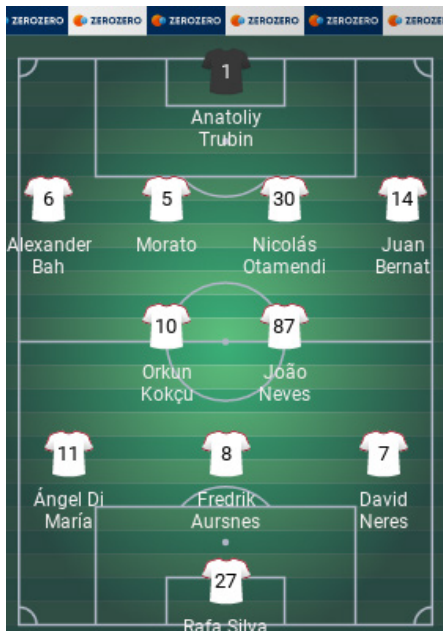 ZEROZERO ZEROZERO ZEROZERO ZEROZERO ZEROZERO ZEROZE
1
Anatoliy
Trubin
6 5 30 14
Alexander Morato Nicolás Juan
Bah Otamendi Bernat
10 87
Orkun João
Kokçu Neves
11 8 7
Ángel Di Fredrik David
María Aursnes Neres
27
Rafa Silva